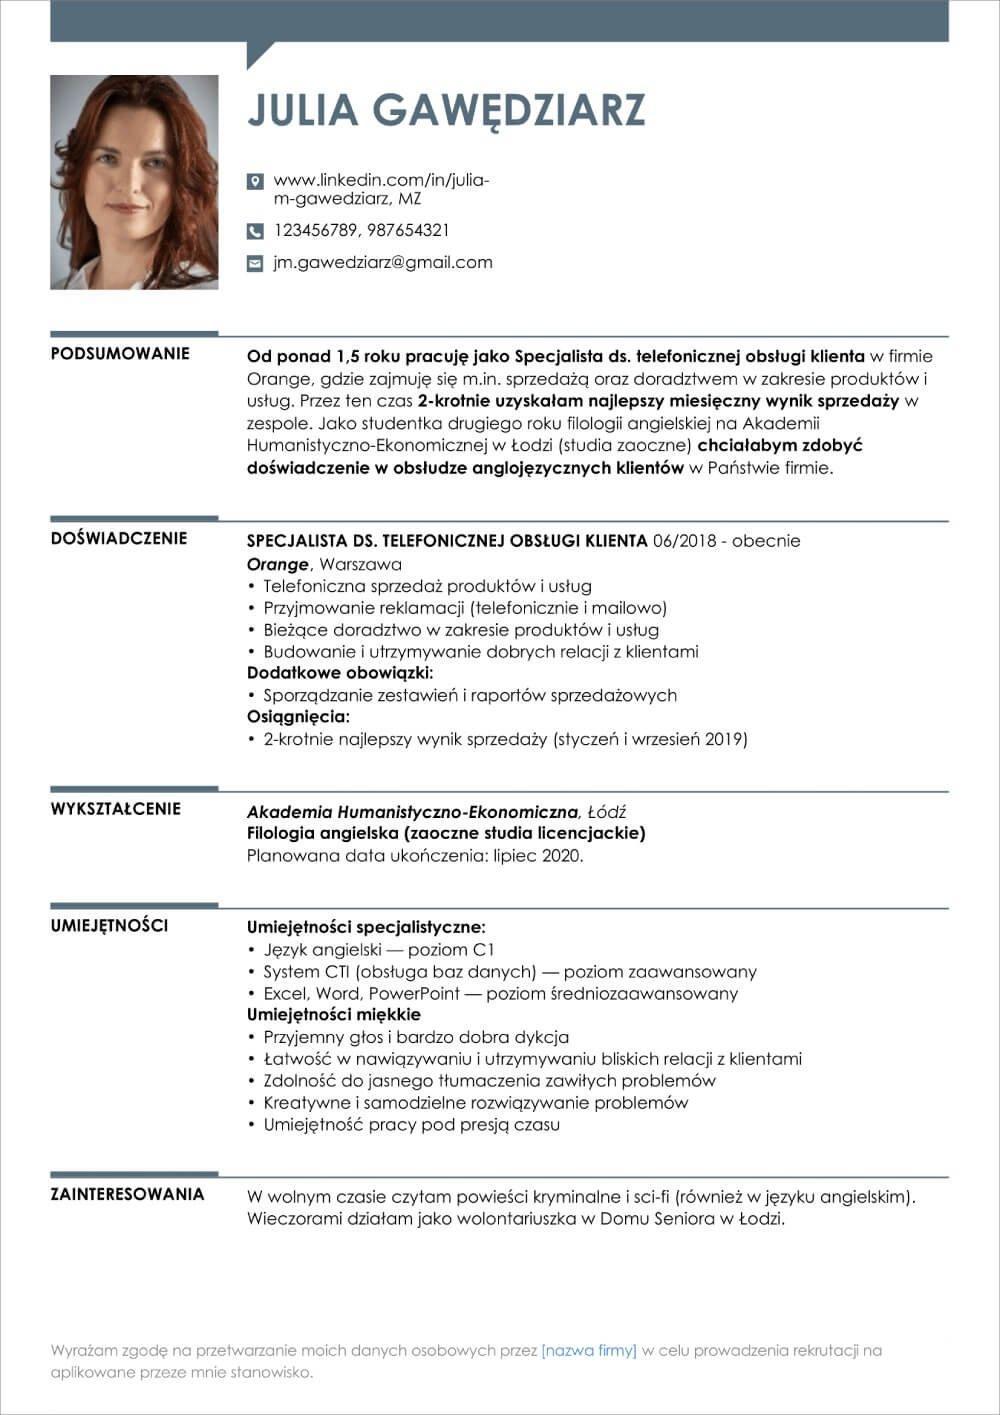 JULIA GAWĘDZIARZ
www.linkedin.com/in/julia-
m-gawedziarz, MZ
123456789, 987654321
jm.gawedziarz@gmail.com
PODSUMOWANIE
Od ponad 1,5 roku pracuję jako Specjalista ds. telefonicznej obsługi klienta w firmie
Orange, gdzie zajmuję się m.in. sprzedażą oraz doradztwem w zakresie produktów i
usług. Przez ten czas 2-krotnie uzyskałam najlepszy miesięczny wynik sprzedaży w
zespole. Jako studentka drugiego roku filologii angielskiej na Akademii
Humanistyczno-Ekonomicznej w Łodzi (studia zaoczne) chciałabym zdobyć
doświadczenie w obsłudze anglojęzycznych klientów w Państwie firmie.
DOŚWIADCZENIE
SPECJALISTA DS. TELEFONICZNEJ OBSŁUGI KLIENTA 06/2018 - obecnie
Orange, Warszawa
• Telefoniczna sprzedaż produktów i usług
• Przyjmowanie reklamacji (telefonicznie i mailowo)
• Bieżące doradztwo w zakresie produktów i usług
• Budowanie i utrzymywanie dobrych relacji z klientami
Dodatkowe obowiązki:
• Sporządzanie zestawień i raportów sprzedażowych
Osiągnięcia:
• 2-krotnie najlepszy wynik sprzedaży (styczeń i wrzesień 2019)
WYKSZTAŁCENIE
Akademia Humanistyczno-Ekonomiczna, Łódź
Filologia angielska (zaoczne studia licencjackie)
Planowana data ukończenia: lipiec 2020.
UMIEJĘTNOŚCI
Umiejętności specjalistyczne:
• Język angielski — poziom C1
• System CTI (obsługa baz danych) — poziom zaawansowany
• Excel, Word, PowerPoint — poziom średniozaawansowany
Umiejętności miękkie
• Przyjemny głos i bardzo dobra dykcja
• Łatwość w nawiązywaniu i utrzymywaniu bliskich relacji z klientami
• Zdolność do jasnego tłumaczenia zawiłych problemów
• Kreatywne i samodzielne rozwiązywanie problemów
• Umiejętność pracy pod presją czasu
ZAINTERESOWANIA
W wolnym czasie czytam powieści kryminalne i sci-fi (również w języku angielskim).
Wieczorami działam jako wolontariuszka w Domu Seniora w Łodzi.
Wyrażam zgodę na przetwarzanie moich danych osobowych przez [nazwa firmy] w celu prowadzenia rekrutacji na
aplikowane przeze mnie stanowisko.